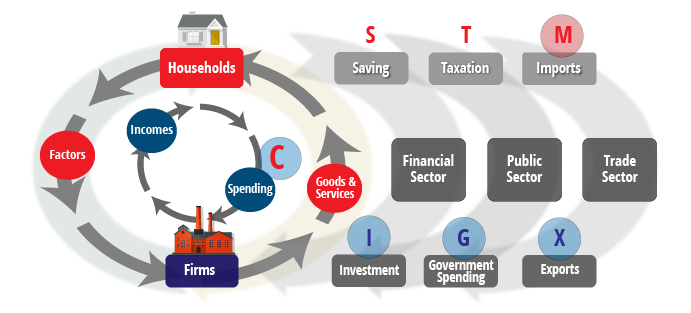 S
T
M
Households
Saving
Taxation
Imports
Incomes
Factors
C
Spending
Goods &
Services
Financial
Sector
Public
Sector
Trade
Sector
I
G
X
Firms
Investment
Government
Spending
Exports